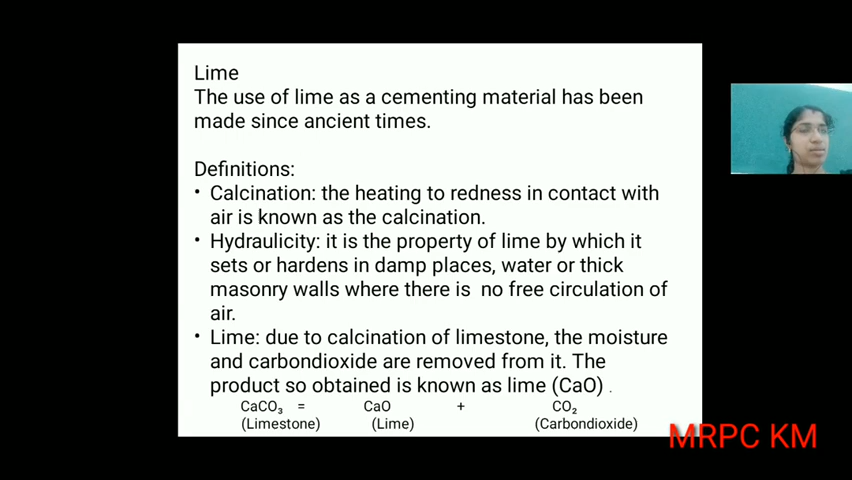 Lime
The use of lime as a cementing material has been
made since ancient times.
Definitions:
• Calcination: the heating to redness in contact with
air is known as the calcination.
• Hydraulicity: it is the property of lime by which it
sets or hardens in damp places, water or thick
masonry walls where there is  no free circulation of
air.
• Lime: due to calcination of limestone, the moisture
and carbondioxide are removed from it. The
product so obtained is known as lime (CaO) .
CaCO₃ = CaO + CO₂
(Limestone) (Lime) (Carbondioxide)
MRPC KM